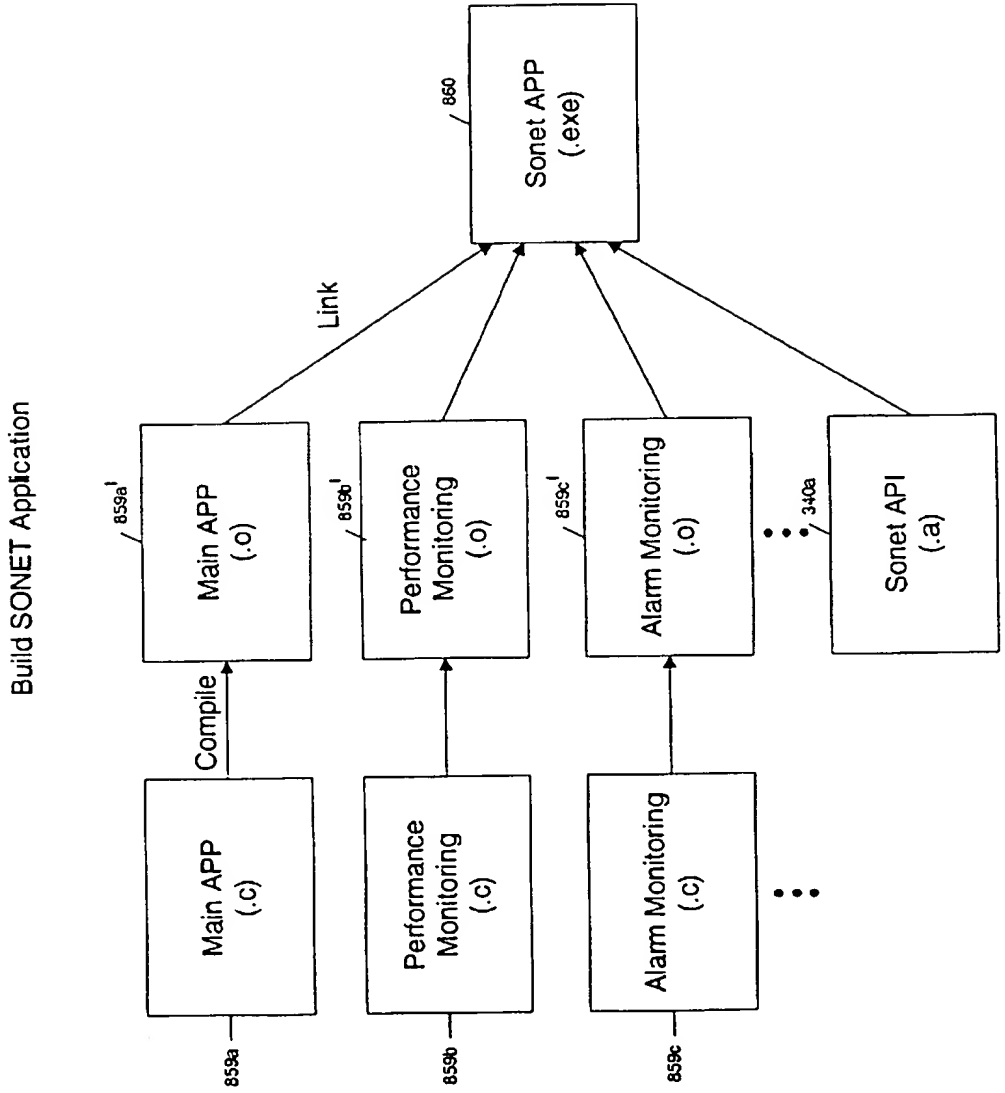 Build SONET Application
859a
Main APP
(.c)
Compile
859a'
Main APP
(.o)
Link
859b
Performance
Monitoring
(.c)
859b'
Performance
Monitoring
(.o)
860
Sonet APP
(.exe)
859c
Alarm Monitoring
(.c)
859c'
Alarm Monitoring
(.o)
340a
Sonet API
(.a)